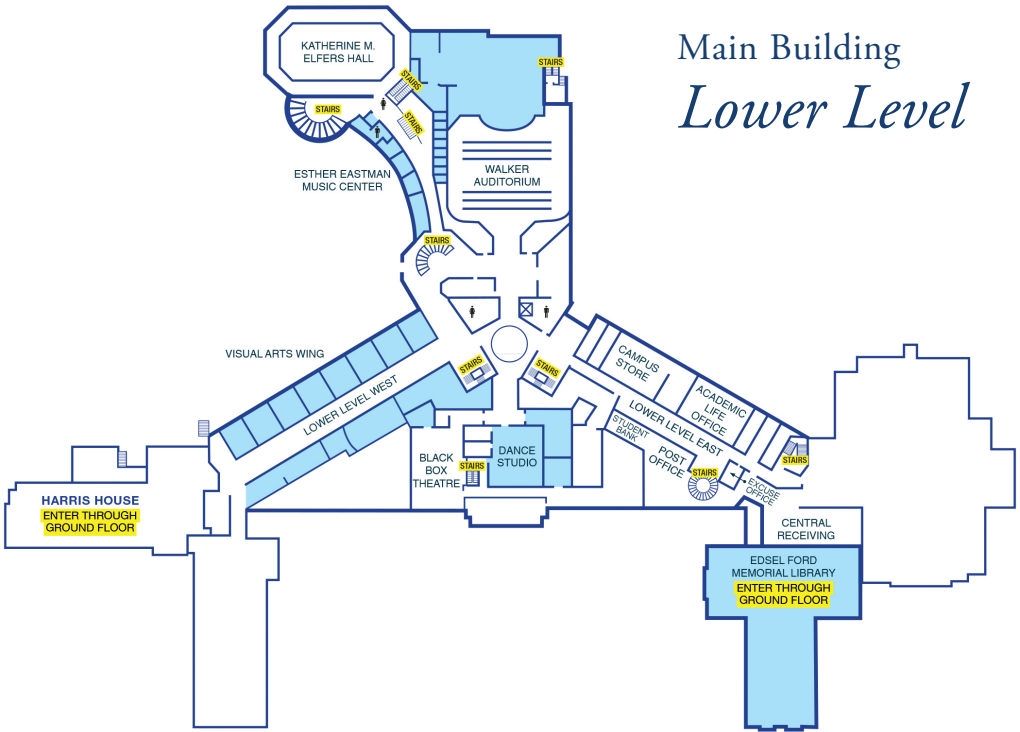 Main Building
Lower Level
KATHERINE M.
ELFERS HALL
STAIRS
STAIRS
STAIRS
STAIRS
ESTHER EASTMAN
MUSIC CENTER
WALKER
AUDITORIUM
STAIRS
VISUAL ARTS WING
LOWER LEVEL WEST
STAIRS
STAIRS
CAMPUS
STORE
ACADEMIC
LIFE
OFFICE
LOWER LEVEL EAST
STUDENT
BANK
POST
OFFICE
STAIRS
STAIRS
EXCUSE
OFFICE
BLACK
BOX
THEATRE
STAIRS
DANCE
STUDIO
HARRIS HOUSE
ENTER THROUGH
GROUND FLOOR
CENTRAL
RECEIVING
EDSEL FORD
MEMORIAL LIBRARY
ENTER THROUGH
GROUND FLOOR